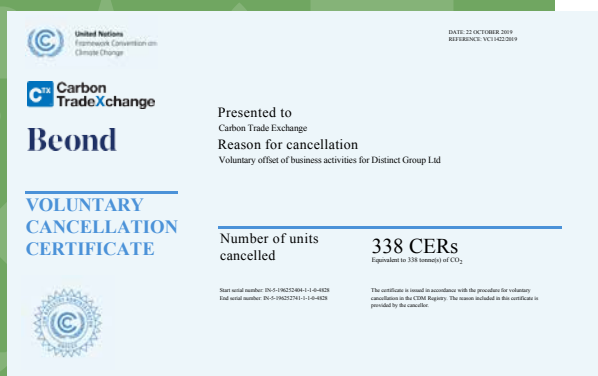 United Nations
Framework Convention on
Climate Change
DATE: 22 OCTOBER 2019
REFERENCE: VC11422/2019
CTX Carbon
TradeXchange
Beond
Presented to
Carbon Trade Exchange
Reason for cancellation
Voluntary offset of business activities for Distinct Group Ltd
VOLUNTARY
CANCELLATION
CERTIFICATE
Number of units
cancelled
338 CERs
Equivalent to 338 tonne(s) of CO2
Start serial number: IN-5-196252404-1-1-0-4828
End serial number: IN-5-196252741-1-1-0-4828
The certificate is issued in accordance with the procedure for voluntary
cancellation in the CDM Registry. The reason included in this certificate is
provided by the canceller.